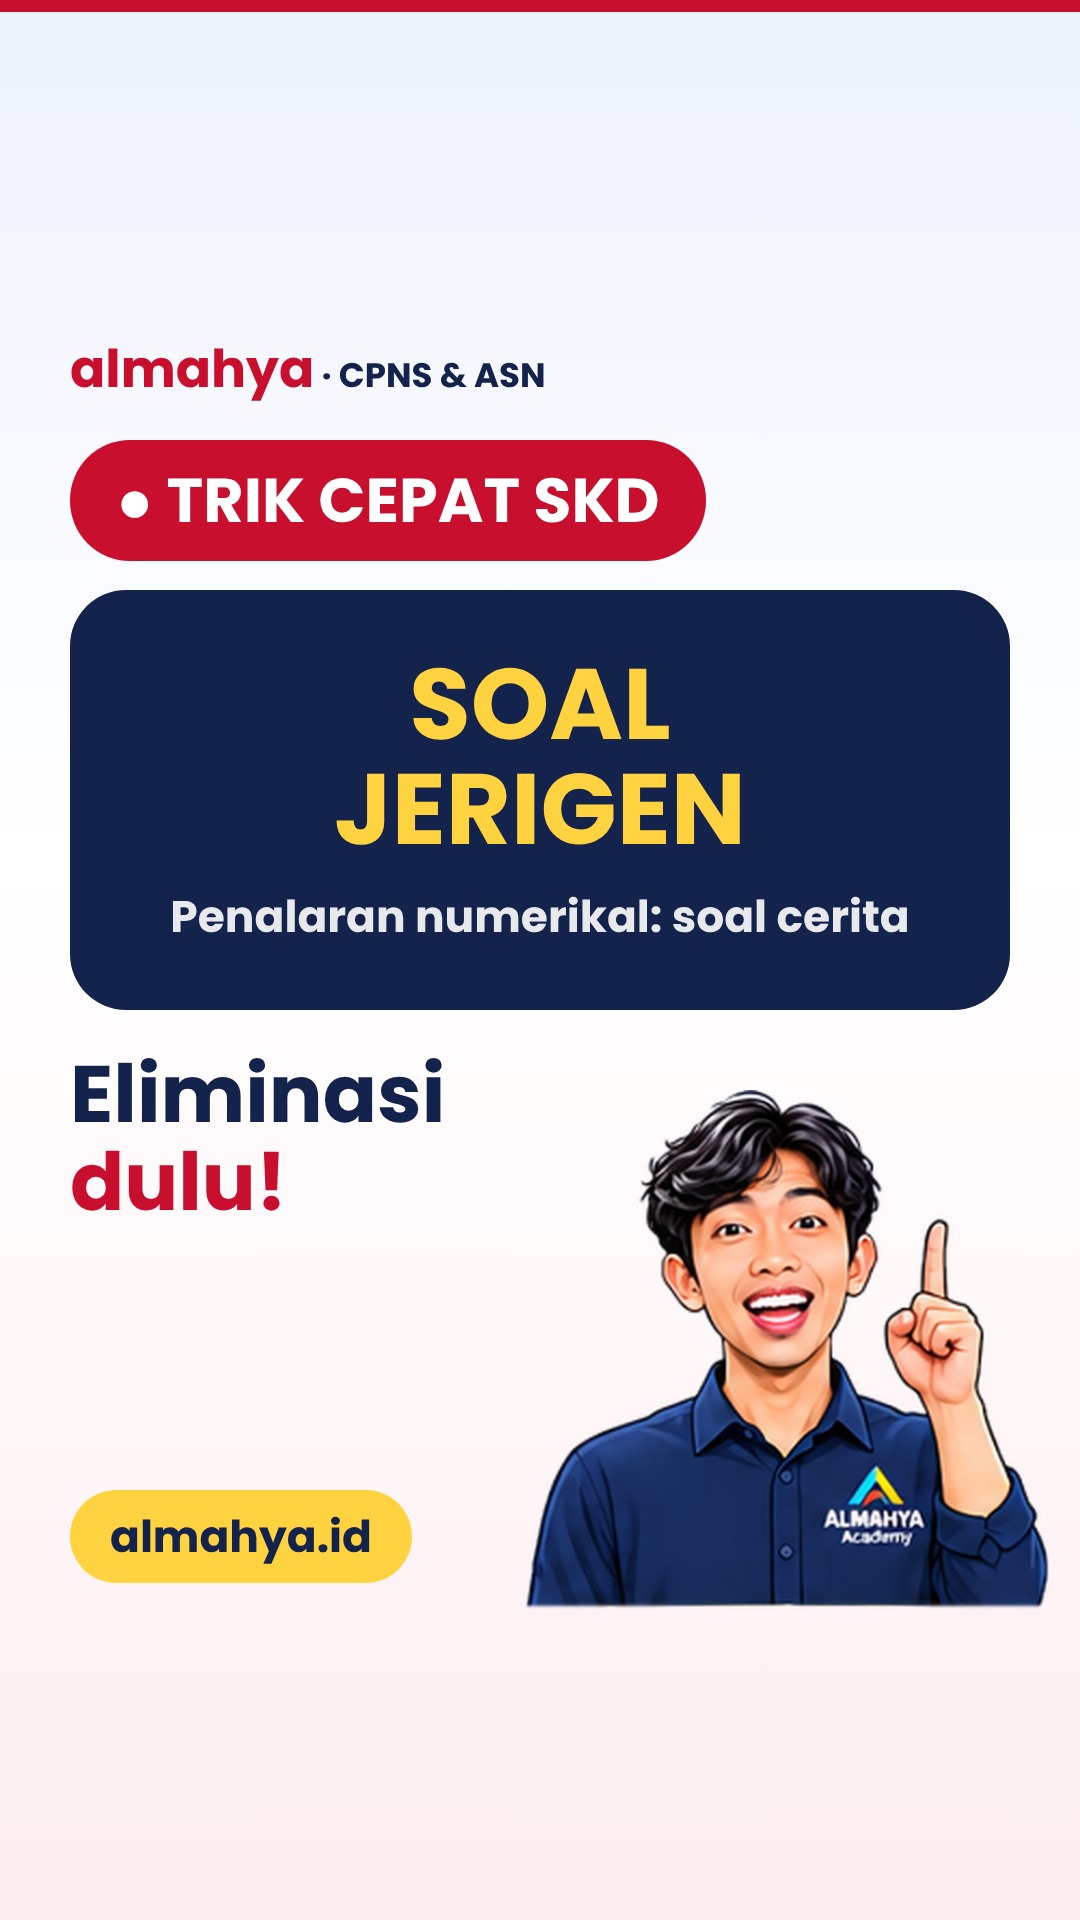 almahya · CPNS & ASN
● TRIK CEPAT SKD
SOAL
JERIGEN
Penalaran numerikal: soal cerita
Eliminasi
dulu!
ALMAHYA
Academy
almahya.id